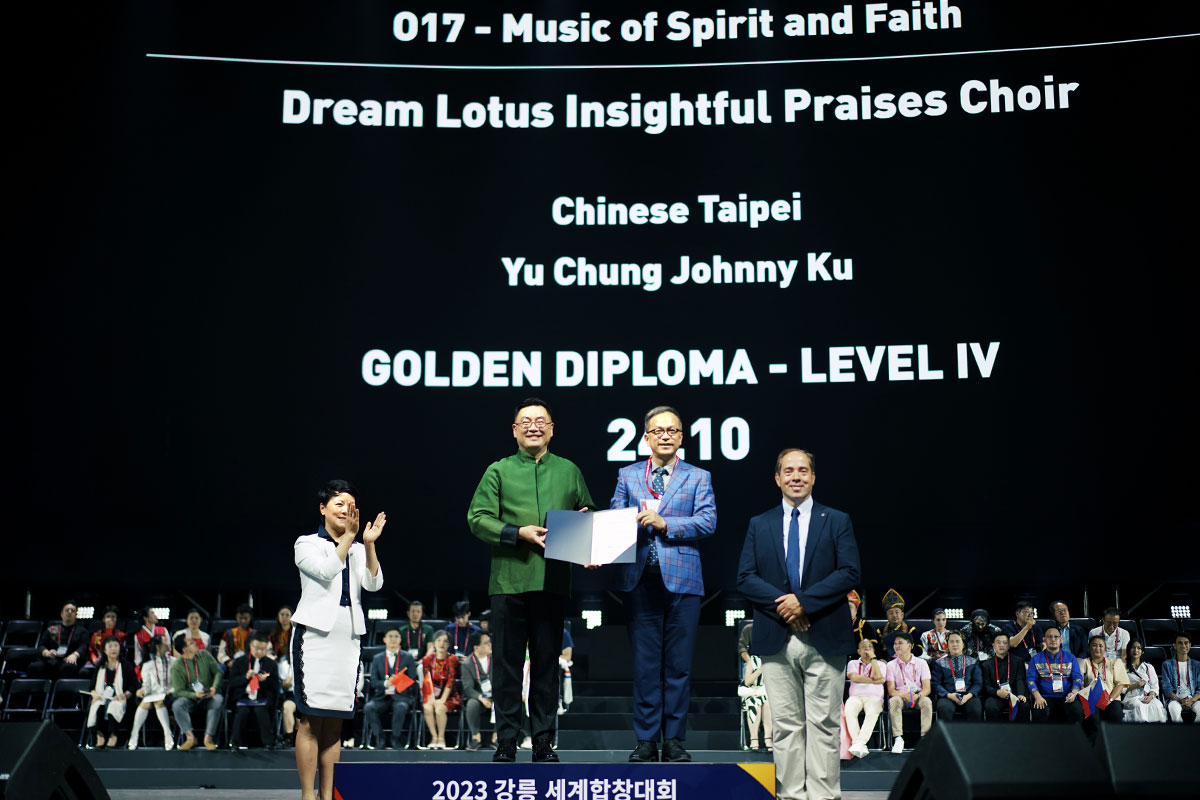 O17 - Music of Spirit and Faith
Dream Lotus Insightful Praises Choir
Chinese Taipei
Yu Chung Johnny Ku
GOLDEN DIPLOMA - LEVEL IV
24.10
2023 강릉 세계합창대회